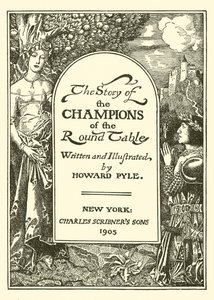 The Story of
the
CHAMPIONS
of the
Round Table
Written and Illustrated
by
HOWARD PYLE.
NEW YORK:
CHARLES SCRIBNER'S SONS
1905